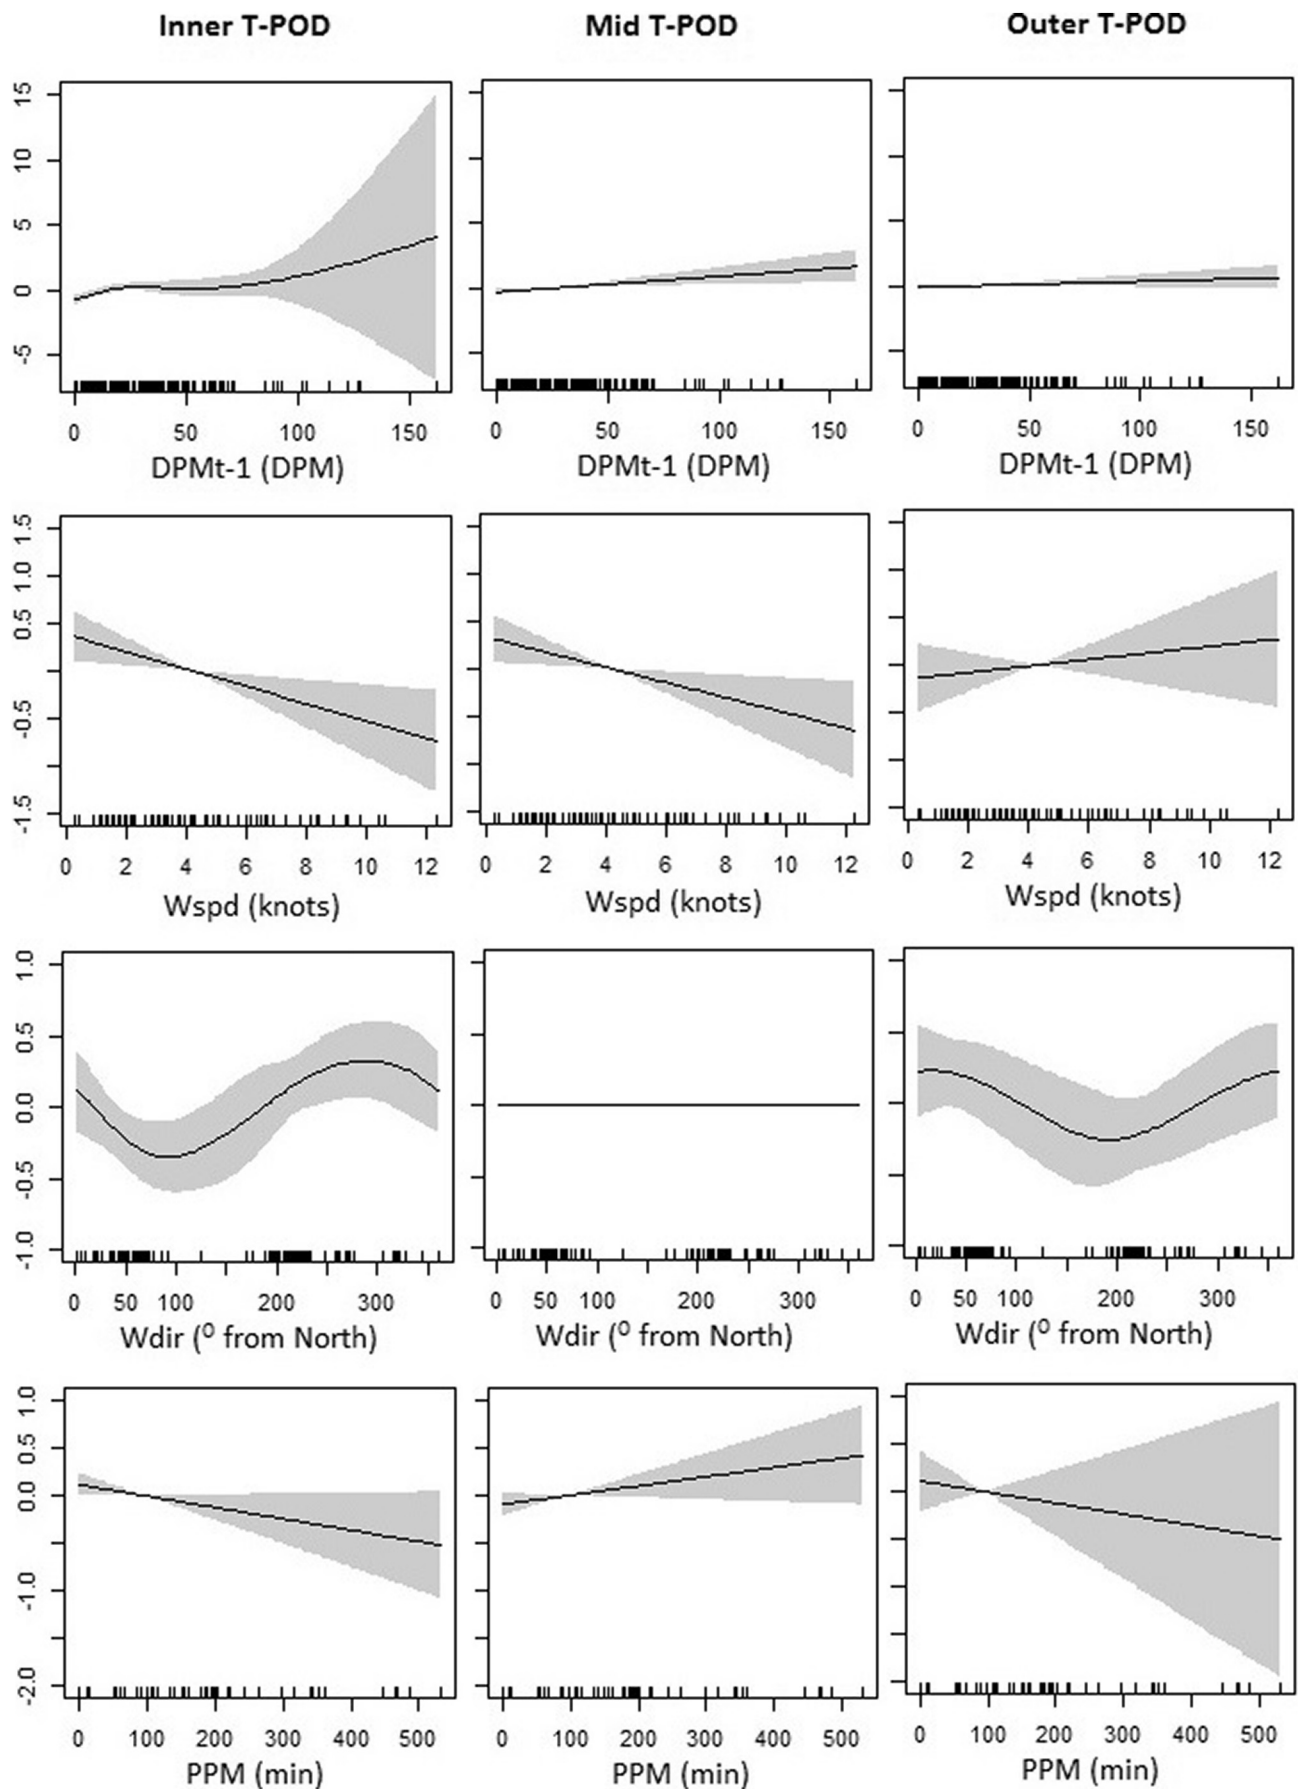 Inner T-POD Mid T-POD Outer T-POD
15
10
5
0
-5
0 50 100 150 0 50 100 150 0 50 100 150
DPMt-1 (DPM) DPMt-1 (DPM) DPMt-1 (DPM)
1.5
1.0
0.5
-0.5
-1.5
0 2 4 6 8 10 12 0 2 4 6 8 10 12 0 2 4 6 8 10 12
Wspd (knots) Wspd (knots) Wspd (knots)
1.0
0.5
0.0
-0.5
-1.0
0 50 100 200 300 0 50 100 200 300 0 50 100 200 300
Wdir (⁰ from North) Wdir (⁰ from North) Wdir (⁰ from North)
1.0
0.5
0.0
-1.0
-2.0
0 100 200 300 400 500 0 100 200 300 400 500 0 100 200 300 400 500
PPM (min) PPM (min) PPM (min)